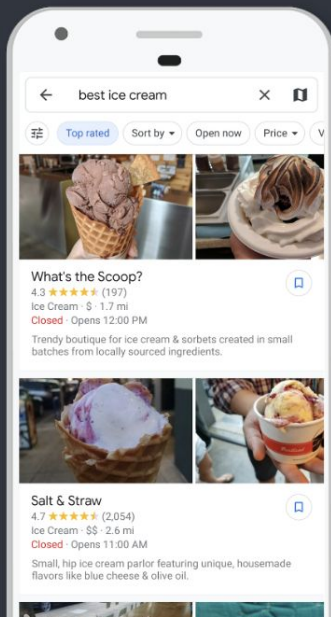 best ice cream
Top rated
Sort by
Open now
Price
V
What's the Scoop?
4.3 ★★★★★ (197)
Ice Cream · $ · 1.7 mi
Closed · Opens 12:00 PM
Trendy boutique for ice cream & sorbets created in small
batches from locally sourced ingredients.
Salt & Straw
4.7 ★★★★★ (2,054)
Ice Cream · $$ · 2.6 mi
Closed · Opens 11:00 AM
Small, hip ice cream parlor featuring unique, housemade
flavors like blue cheese & olive oil.